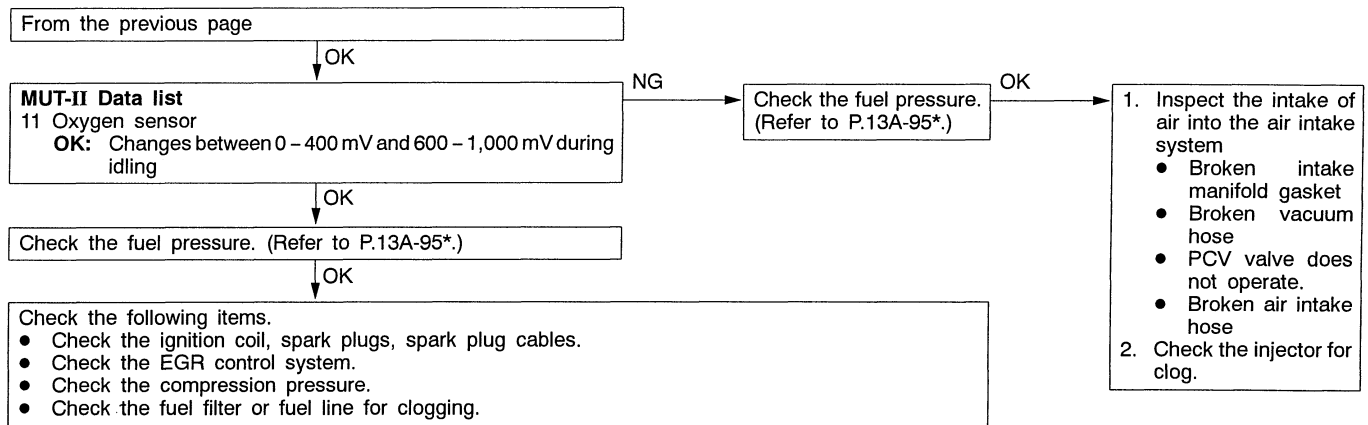 From the previous page
OK
MUT-II Data list
11 Oxygen sensor
OK: Changes between 0 – 400 mV and 600 – 1,000 mV during
idling
NG
Check the fuel pressure.
(Refer to P.13A-95*.)
OK
1. Inspect the intake of
air into the air intake
system
● Broken intake
manifold gasket
● Broken vacuum
hose
● PCV valve does
not operate.
● Broken air intake
hose
2. Check the injector for
clog.
OK
Check the fuel pressure. (Refer to P.13A-95*.)
OK
Check the following items.
● Check the ignition coil, spark plugs, spark plug cables.
● Check the EGR control system.
● Check the compression pressure.
● Check the fuel filter or fuel line for clogging.